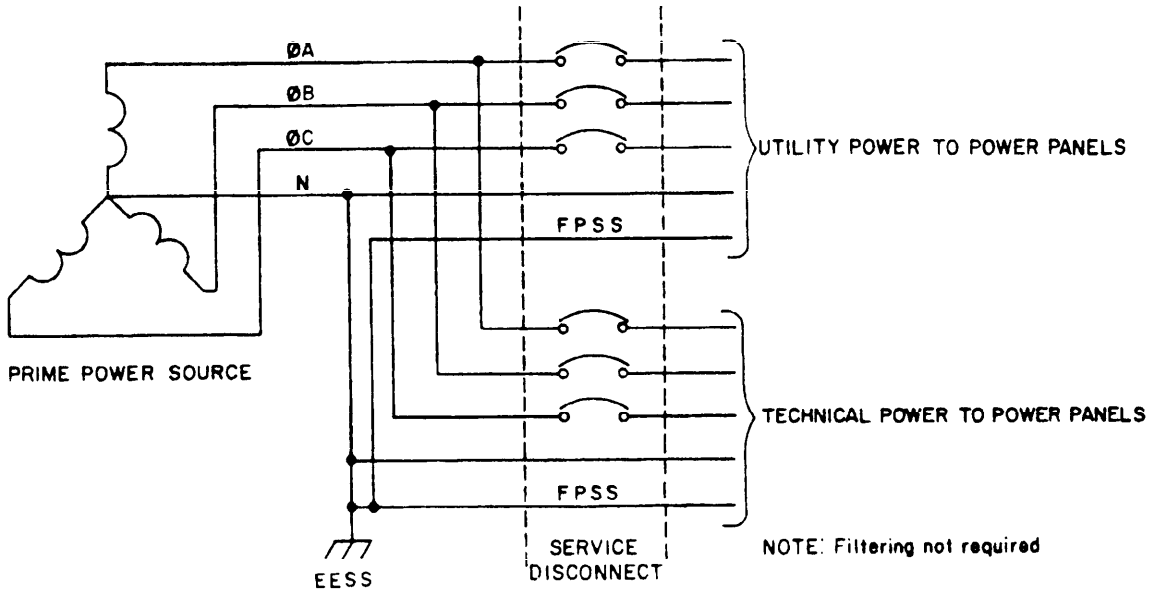 ØA
ØB
ØC
N
UTILITY POWER TO POWER PANELS
FPSS
PRIME POWER SOURCE
TECHNICAL POWER TO POWER PANELS
FPSS
EESS
SERVICE
DISCONNECT
NOTE: Filtering not required